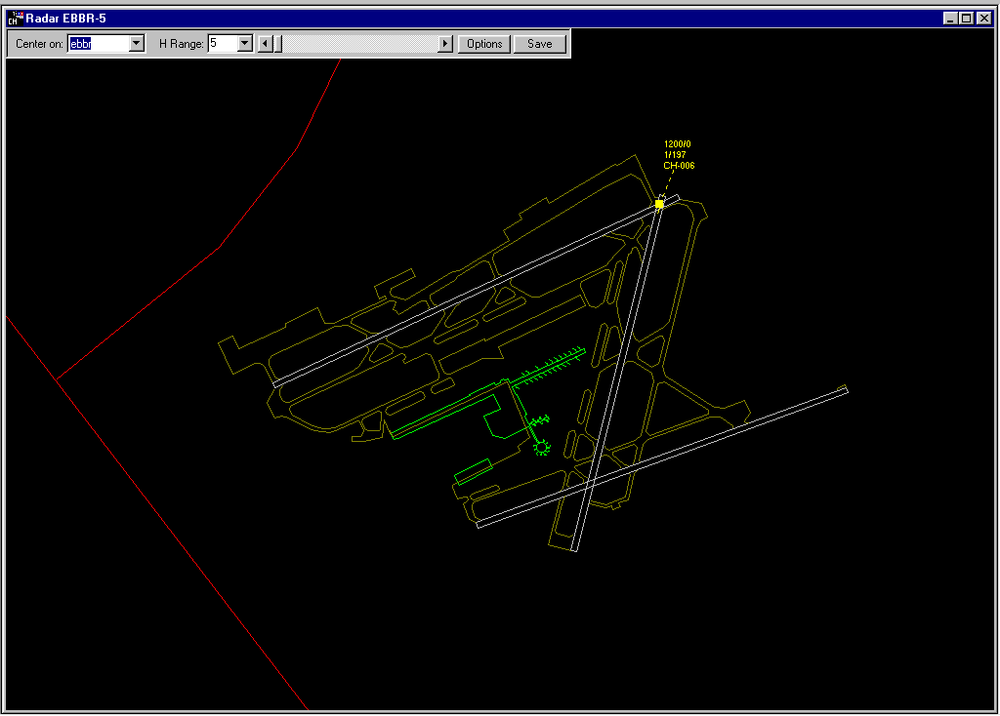 Radar EBBR-5
Center on: ebbr H Range: 5 Options Save
1200/0
1/197
CH-006